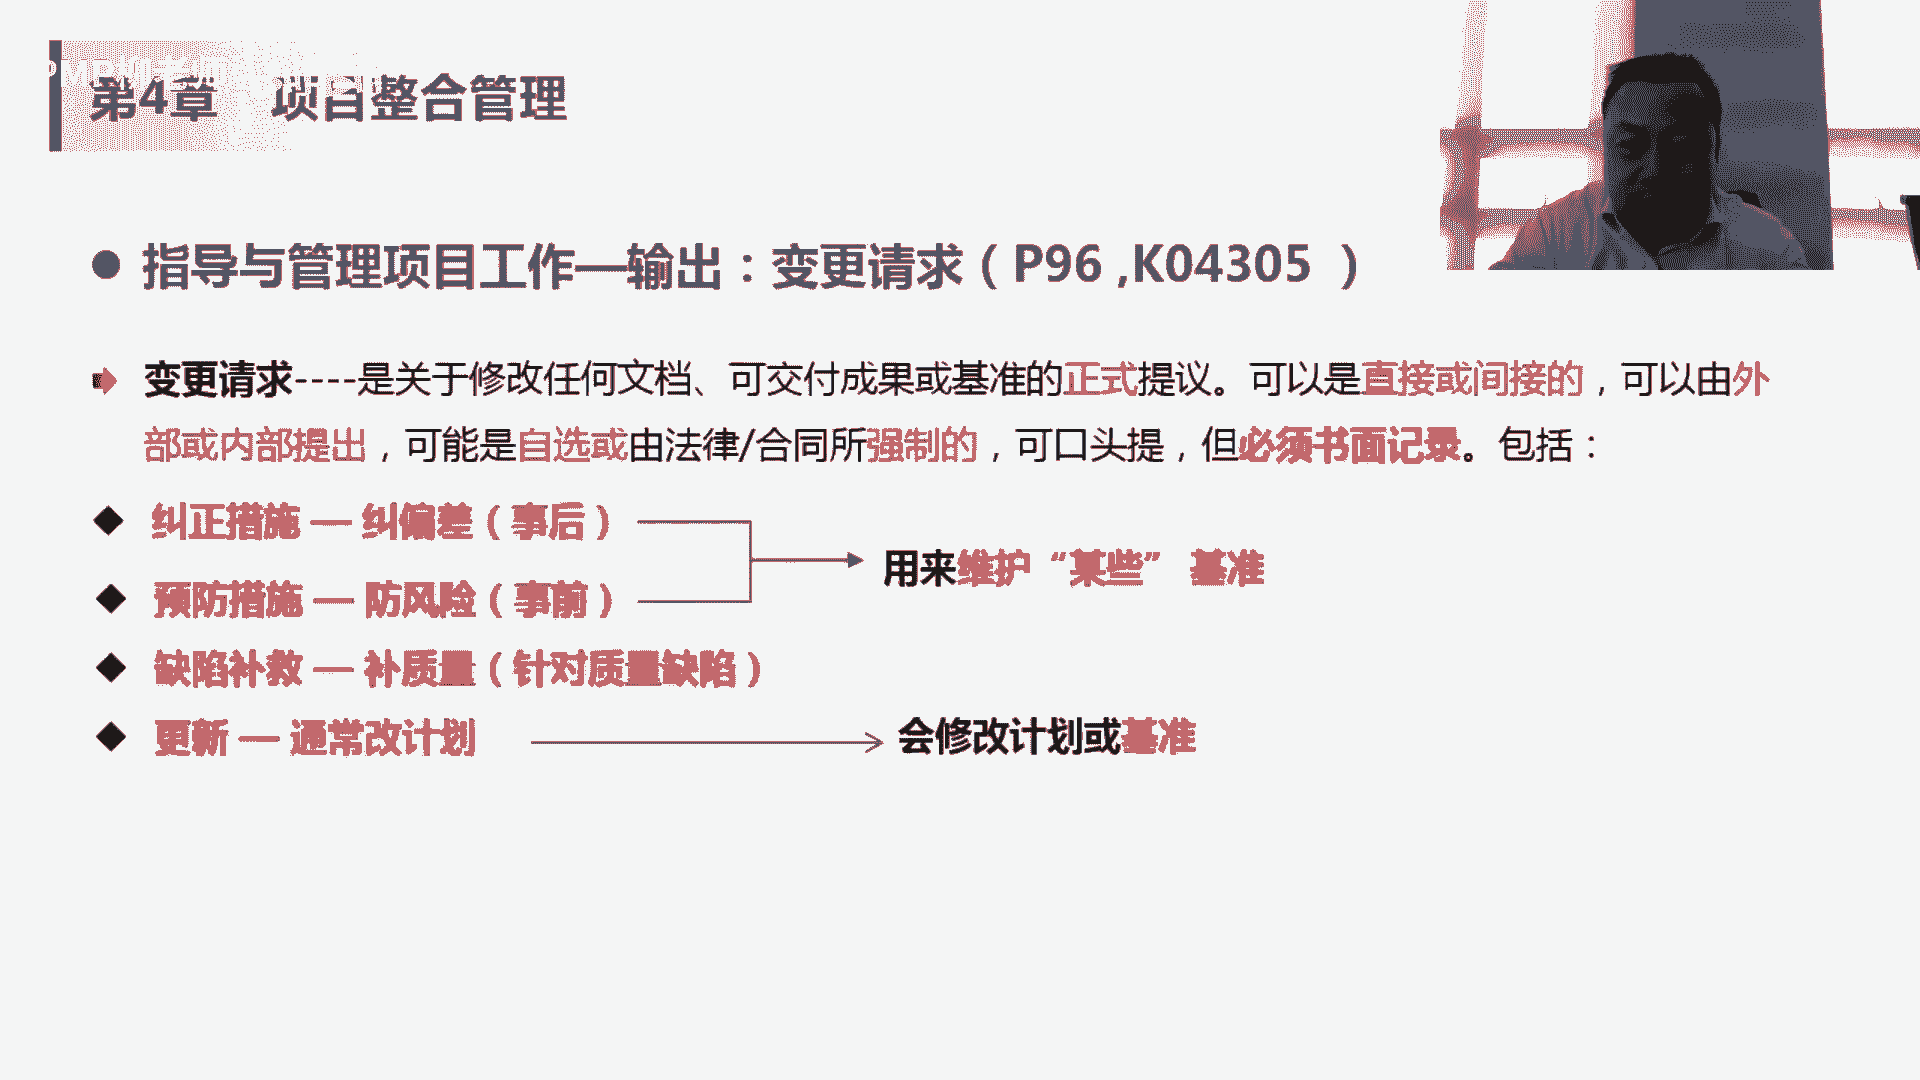 第4章 项目整合管理
指导与管理项目工作—输出：变更请求（P96 ,K04305 ）
变更请求----是关于修改任何文档、可交付成果或基准的正式提议。可以是直接或间接的，可以由外
部或内部提出，可能是自选或由法律/合同所强制的，可口头提，但必须书面记录。包括：
纠正措施 — 纠偏差（事后）
用来维护“某些” 基准
预防措施 — 防风险（事前）
缺陷补救 — 补质量（针对质量缺陷）
更新 — 通常改计划
会修改计划或基准